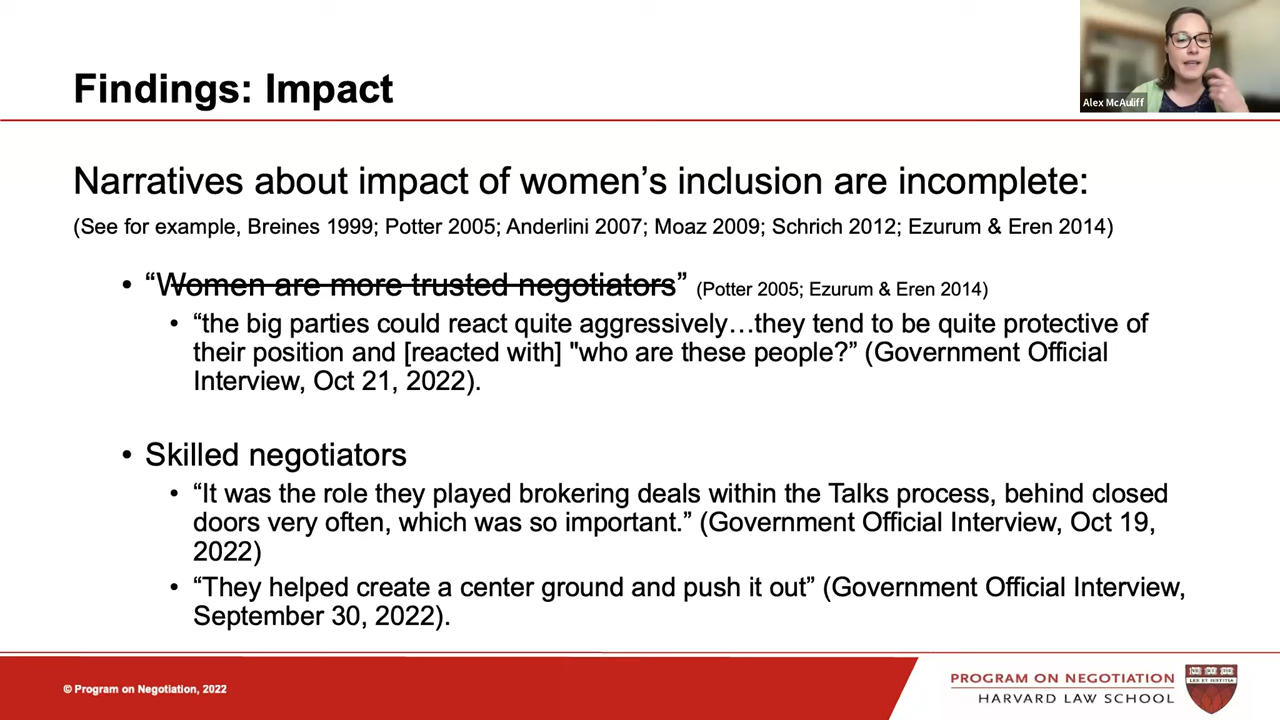 Alex McAuliff
Findings: Impact
Narratives about impact of women’s inclusion are incomplete:
(See for example, Breines 1999; Potter 2005; Anderlini 2007; Moaz 2009; Schrich 2012; Ezurum & Eren 2014)
• “Women are more trusted negotiators” (Potter 2005; Ezurum & Eren 2014)
• “the big parties could react quite aggressively…they tend to be quite protective of
their position and [reacted with] "who are these people?” (Government Official
Interview, Oct 21, 2022).
• Skilled negotiators
• “It was the role they played brokering deals within the Talks process, behind closed
doors very often, which was so important.” (Government Official Interview, Oct 19,
2022)
• “They helped create a center ground and push it out” (Government Official Interview,
September 30, 2022).
© Program on Negotiation, 2022
PROGRAM ON NEGOTIATION
HARVARD LAW SCHOOL